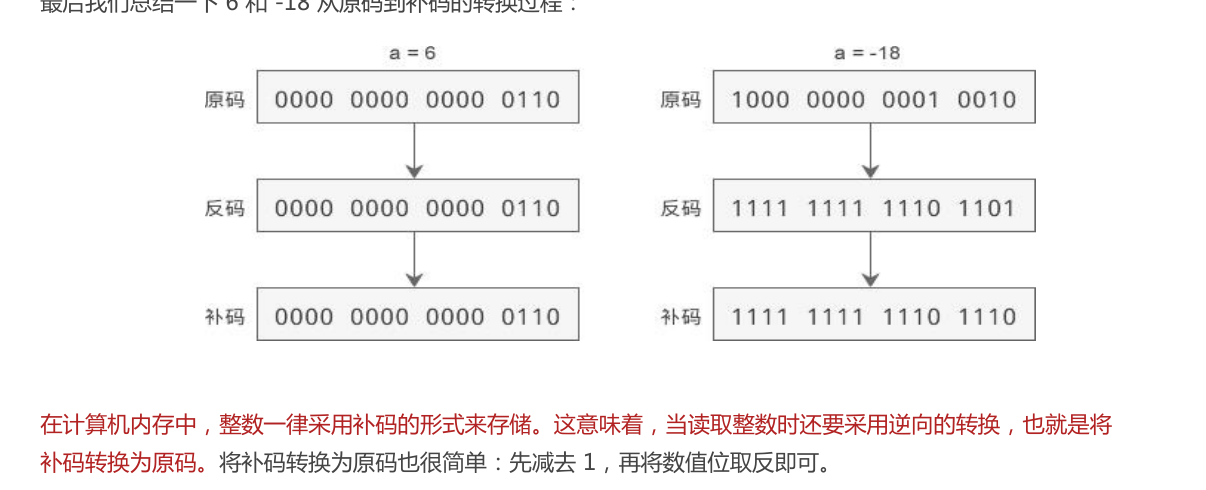 最后我们总结一下 6 和 -18 从原码到补码的转换过程：
a = 6
a = -18
原码 0000 0000 0000 0110
原码 1000 0000 0001 0010
反码 0000 0000 0000 0110
反码 1111 1111 1110 1101
补码 0000 0000 0000 0110
补码 1111 1111 1110 1110
在计算机内存中，整数一律采用补码的形式来存储。这意味着，当读取整数时还要采用逆向的转换，也就是将
补码转换为原码。将补码转换为原码也很简单：先减去 1，再将数值位取反即可。